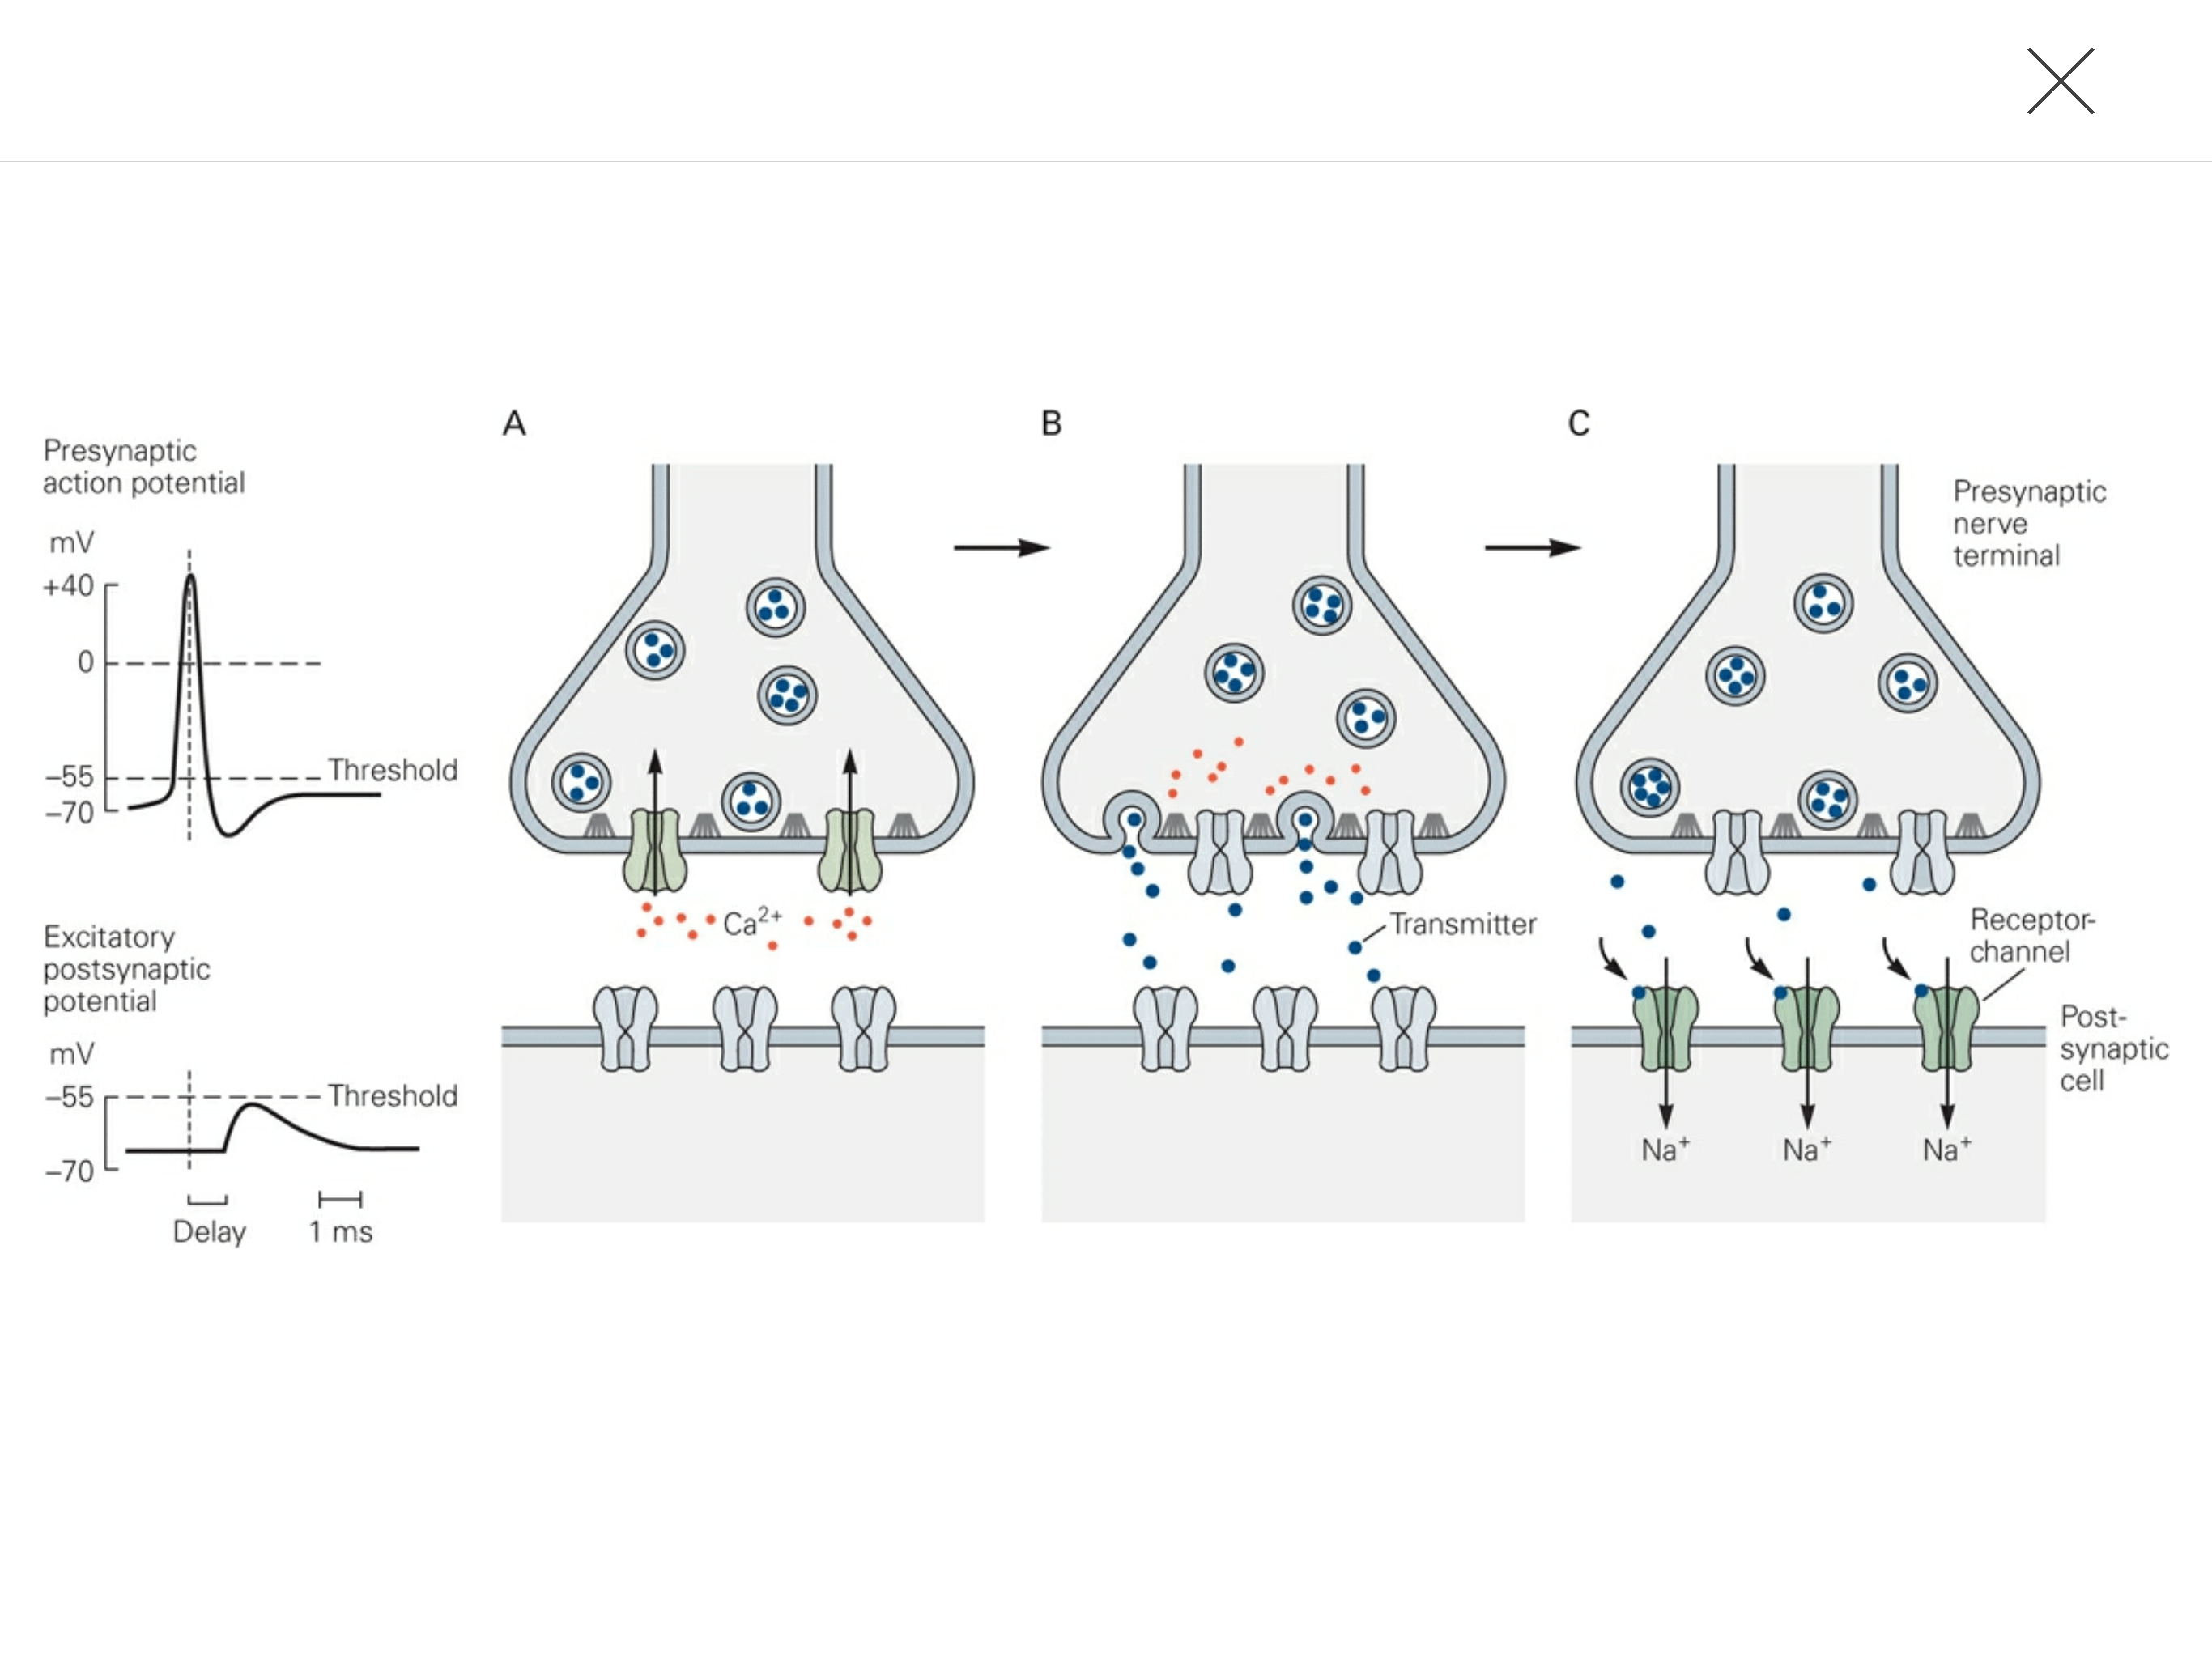 A
B
C
Presynaptic
action potential
mV
+40
0
–55
Threshold
–70
Excitatory
postsynaptic
potential
mV
–55
Threshold
–70
Delay
1 ms
Ca²⁺
Transmitter
Presynaptic
nerve
terminal
Receptor-
channel
Post-
synaptic
cell
Na⁺
Na⁺
Na⁺